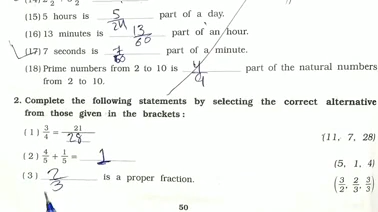 (15) 5 hours is 5/24 part of a day.
(16) 13 minutes is 13/60 part of an hour.
(17) 7 seconds is 7/60 part of a minute.
(18) Prime numbers from 2 to 10 is part of the natural numbers
from 2 to 10.
2. Complete the following statements by selecting the correct alternative
from those given in the brackets :
(1) 3/4 = 21/28 (11, 7, 28)
(2) 4/5 + 1/5 = 1 (5, 1, 4)
(3) 2/3 is a proper fraction. (3/2, 2/3, 3/3)
50